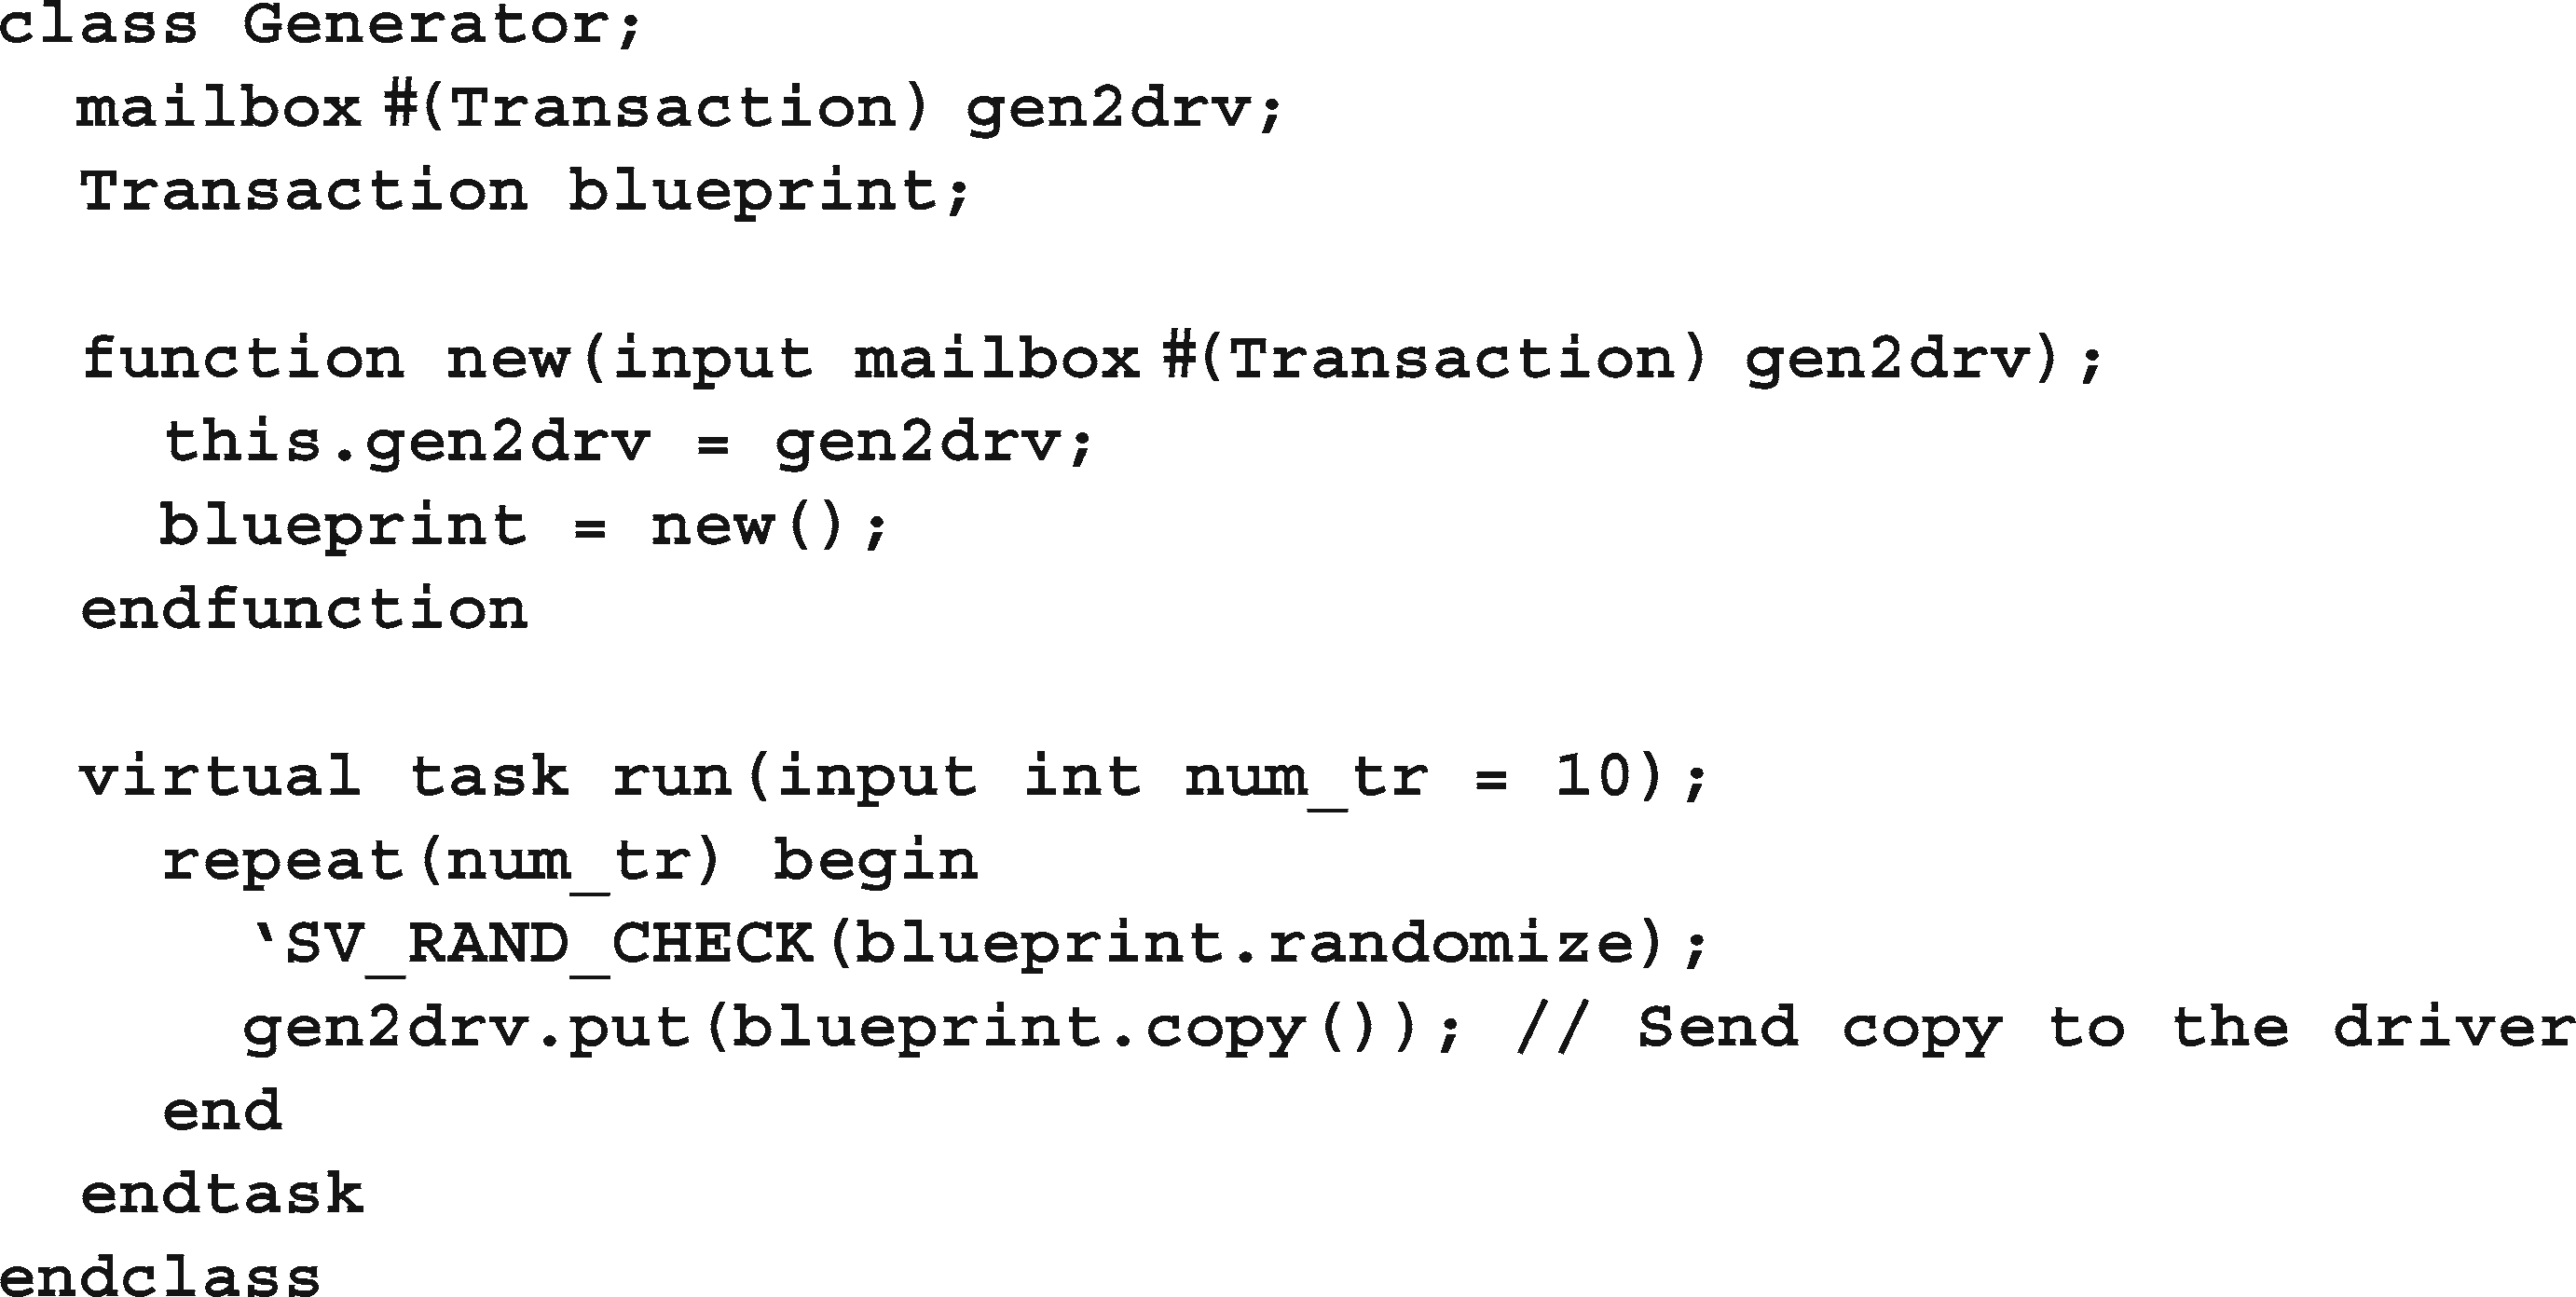 class Generator;
mailbox #(Transaction) gen2drv;
Transaction blueprint;
function new(input mailbox #(Transaction) gen2drv);
this.gen2drv = gen2drv;
blueprint = new();
endfunction
virtual task run(input int num_tr = 10);
repeat(num_tr) begin
‛SV_RAND_CHECK(blueprint.randomize);
gen2drv.put(blueprint.copy()); // Send copy to the driver
end
endtask
endclass